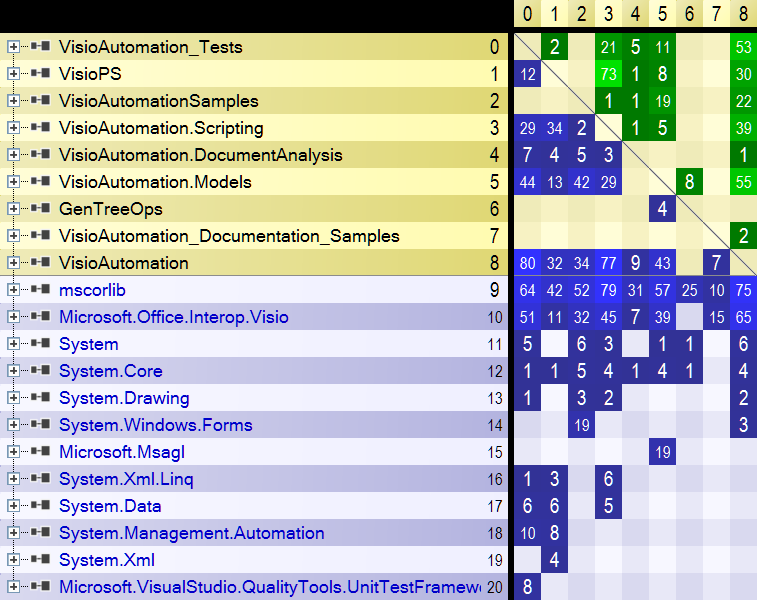 0 1 2 3 4 5 6 7 8
VisioAutomation_Tests 0 2 21 5 11 53
VisioPS 1 12 73 1 8 30
VisioAutomationSamples 2 1 1 19 22
VisioAutomation.Scripting 3 29 34 2 1 5 39
VisioAutomation.DocumentAnalysis 4 7 4 5 3 1
VisioAutomation.Models 5 44 13 42 29 8 55
GenTreeOps 6 4
VisioAutomation_Documentation_Samples 7 2
VisioAutomation 8 80 32 34 77 9 43 7
mscorlib 9 64 42 52 79 31 57 25 10 75
Microsoft.Office.Interop.Visio 10 51 11 32 45 7 39 15 65
System 11 5 6 3 1 1 6
System.Core 12 1 1 5 4 1 4 1 4
System.Drawing 13 1 3 2 2
System.Windows.Forms 14 19 3
Microsoft.Msagl 15 19
System.Xml.Linq 16 1 3 6
System.Data 17 6 6 5
System.Management.Automation 18 10 8
System.Xml 19 4
Microsoft.VisualStudio.QualityTools.UnitTestFramew 20 8